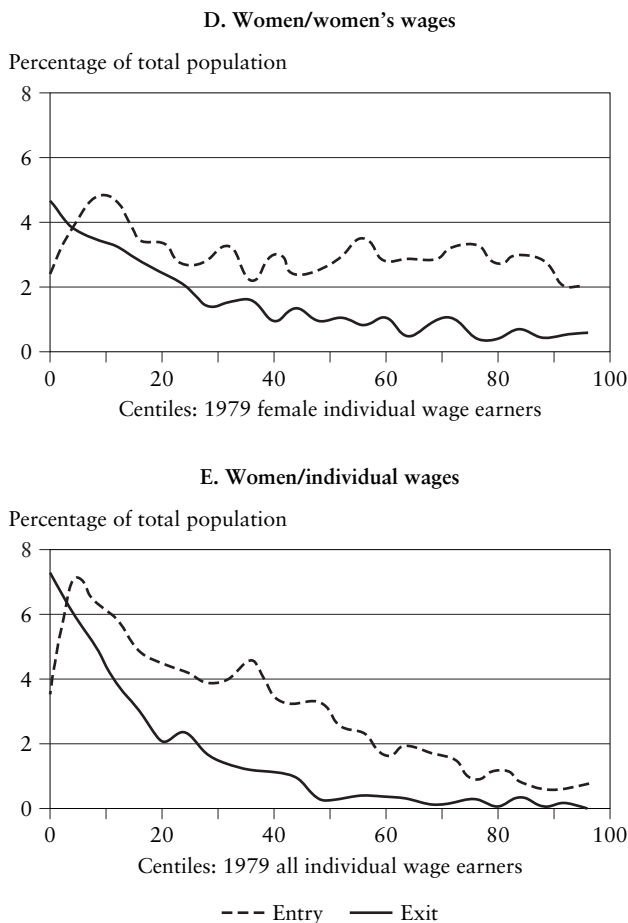 D. Women/women's wages
Percentage of total population
8
6
4
2
0
0 20 40 60 80 100
Centiles: 1979 female individual wage earners
E. Women/individual wages
Percentage of total population
8
6
4
2
0
0 20 40 60 80 100
Centiles: 1979 all individual wage earners
Entry Exit